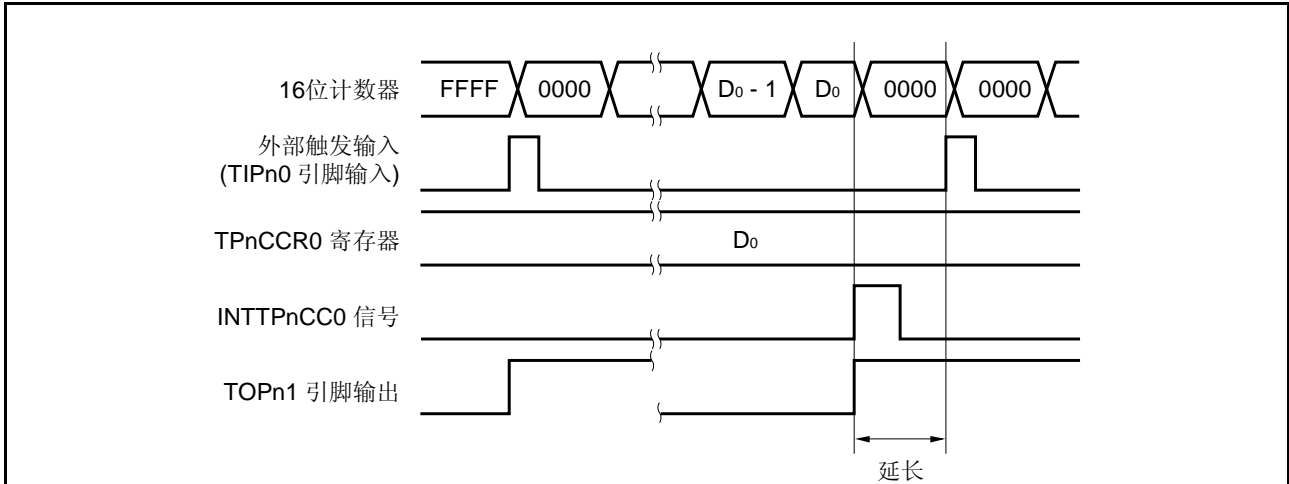 16位计数器 FFFF 0000 D0 - 1 D0 0000 0000
外部触发输入
(TIPn0 引脚输入)
TPnCCR0 寄存器 D0
INTTPnCC0 信号
TOPn1 引脚输出
延长